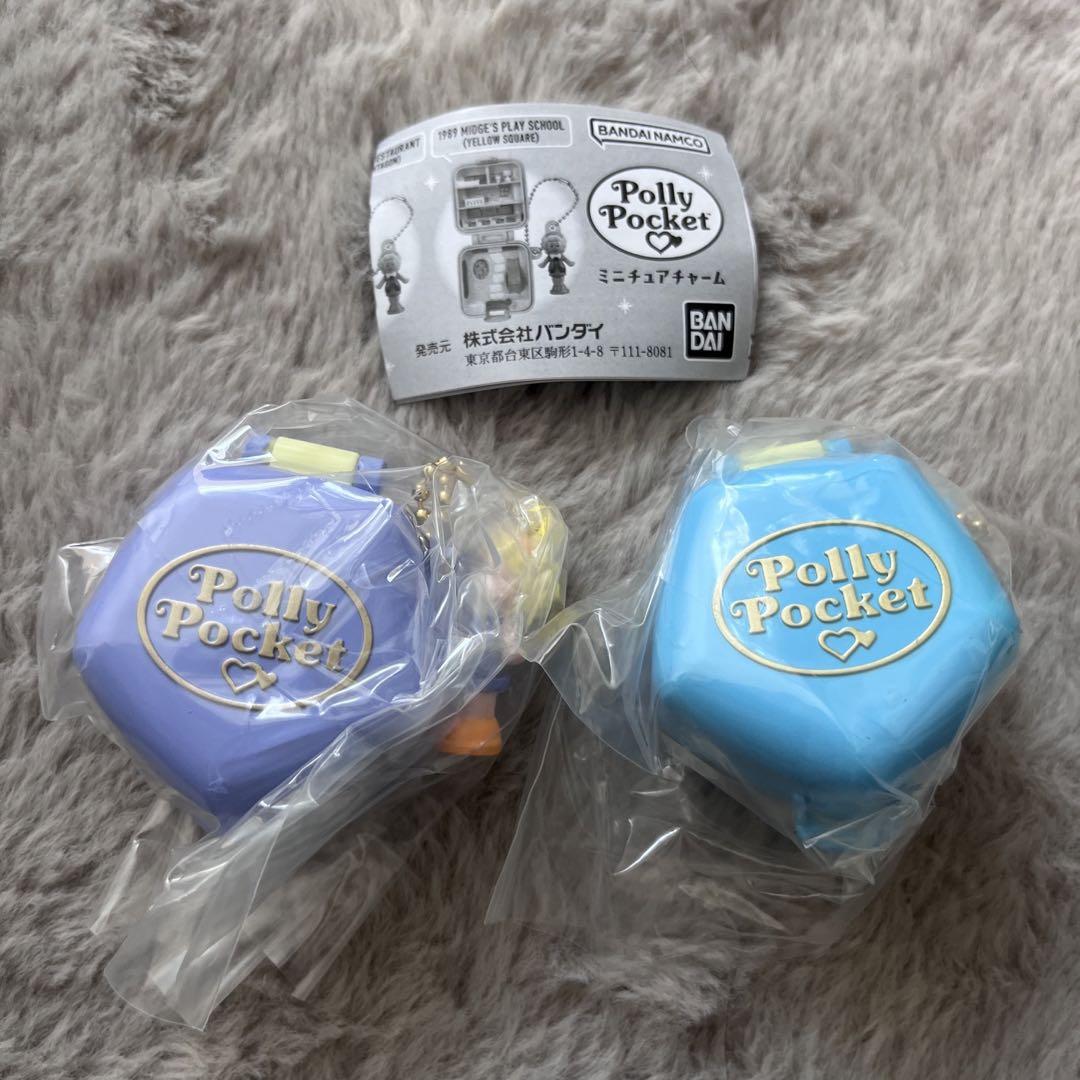 1989 MIDGE'S PLAY SCHOOL
(YELLOW SQUARE)
BANDAI NAMCO
Polly
Pocket
ミニチュアチャーム
発売元 株式会社バンダイ
東京都台東区駒形1-4-8 〒111-8081
BAN
DAI
Polly
Pocket
Polly
Pocket